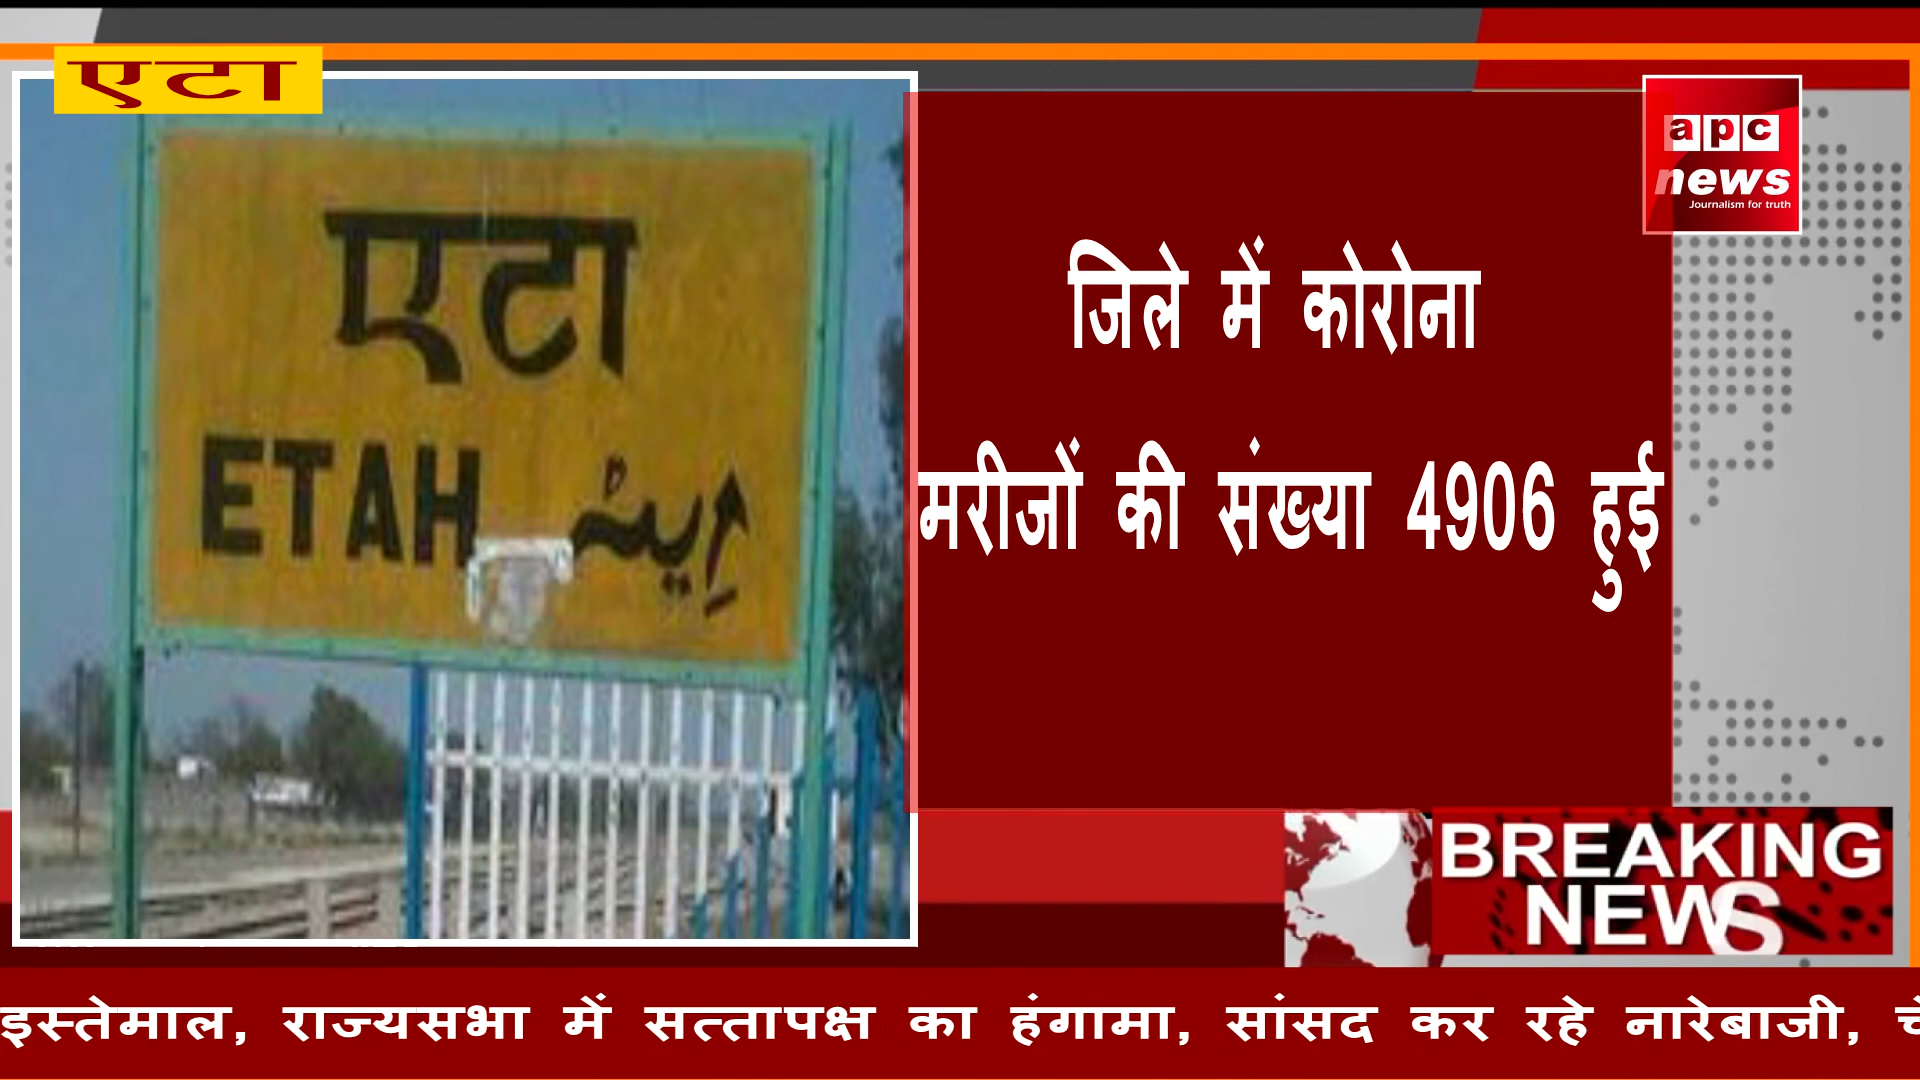 एटा
एटा
ETAH
apc
news
Journalism for truth
जिले में कोरोना
मरीजों की संख्या 4906 हुई
BREAKING
NEWS
इस्तेमाल, राज्यसभा में सत्तापक्ष का हंगामा, सांसद कर रहे नारेबाजी,